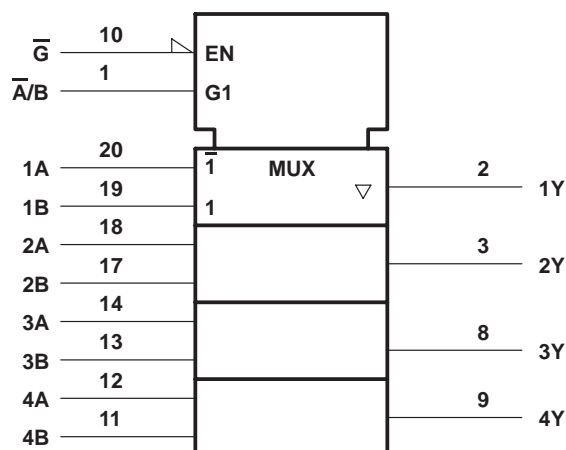 G̅ 10 EN
A̅/B 1 G1
1A 20 1̅ MUX 2 1Y
1B 19 1
2A 18 3 2Y
2B 17
3A 14 8 3Y
3B 13
4A 12 9 4Y
4B 11